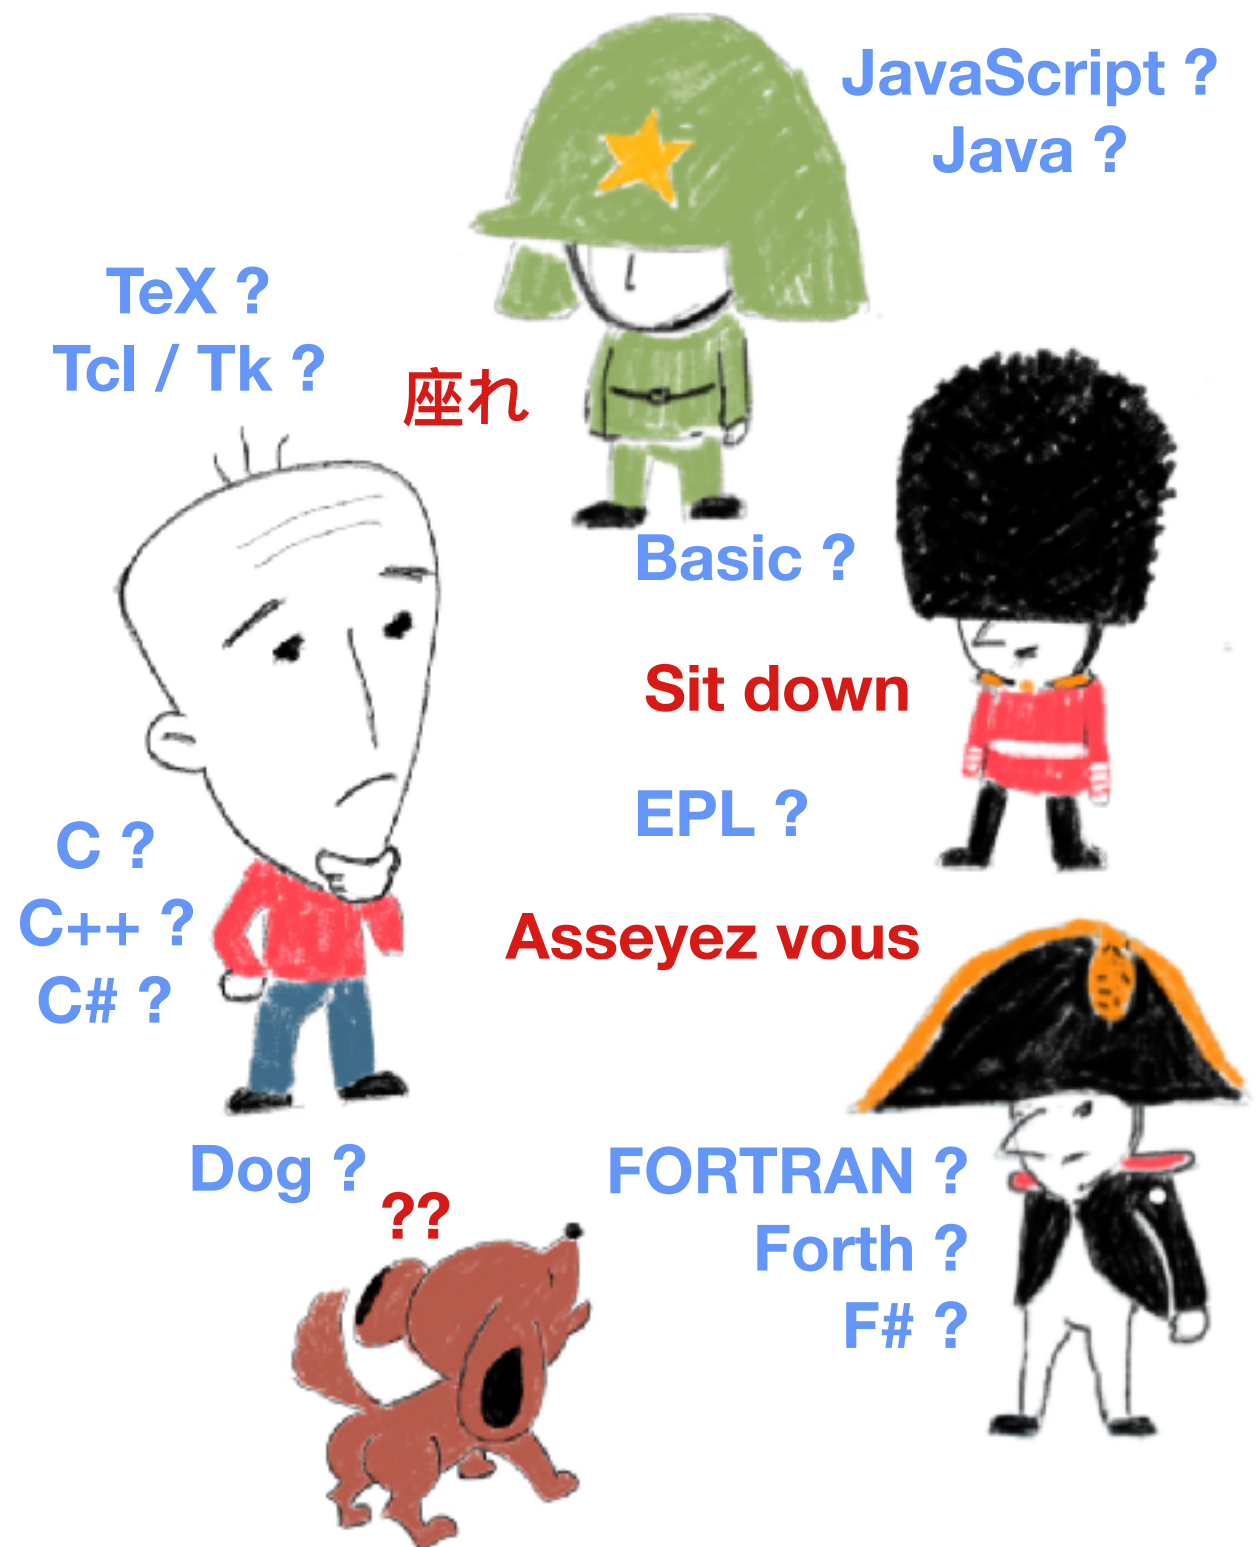 JavaScript ?
Java ?
TeX ?
Tcl / Tk ?
座れ
Basic ?
Sit down
EPL ?
C ?
C++ ?
C# ?
Asseyez vous
Dog ?
??
FORTRAN ?
Forth ?
F# ?